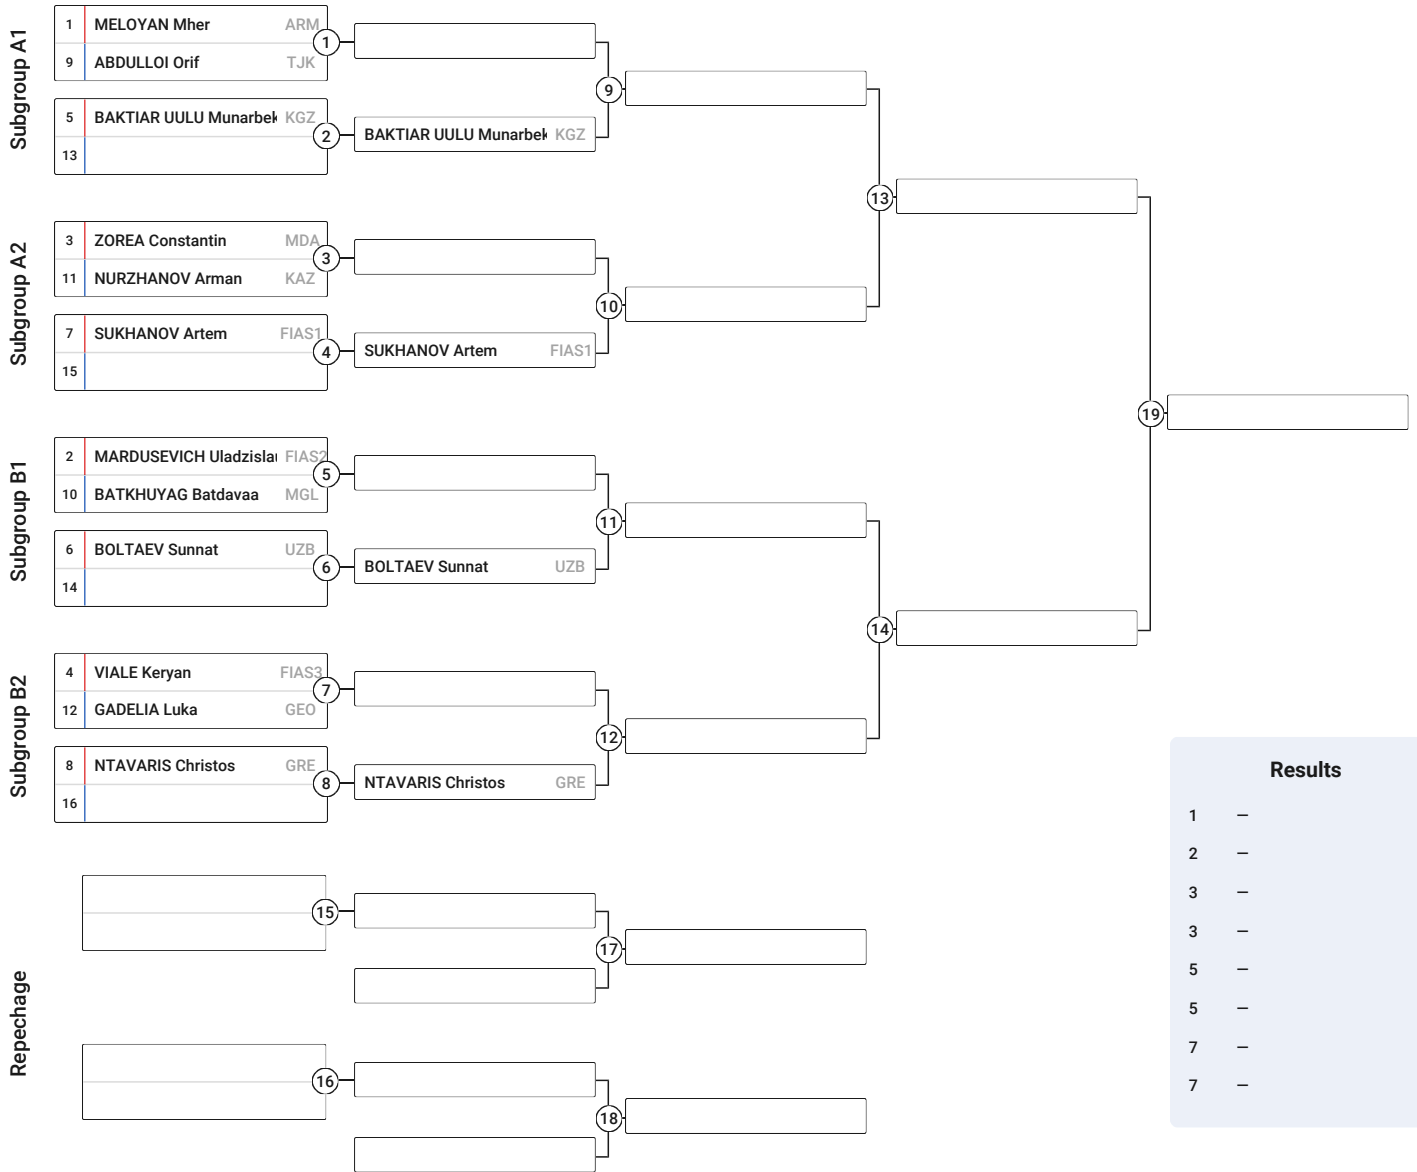 Subgroup A1
1 MELOYAN Mher ARM
9 ABDULLOI Orif TJK
1
5 BAKTIAR UULU Munarbek KGZ
13
2
BAKTIAR UULU Munarbek KGZ
9
Subgroup A2
3 ZOREA Constantin MDA
11 NURZHANOV Arman KAZ
3
7 SUKHANOV Artem FIAS1
15
4
SUKHANOV Artem FIAS1
10
13
Subgroup B1
2 MARDUSEVICH Uladzislau FIAS2
10 BATKHUYAG Batdavaa MGL
5
6 BOLTAEV Sunnat UZB
14
6
BOLTAEV Sunnat UZB
11
Subgroup B2
4 VIALE Keryan FIAS3
12 GADELIA Luka GEO
7
8 NTAVARIS Christos GRE
16
8
NTAVARIS Christos GRE
12
14
19
Repechage
15
17
16
18
Results
1 –
2 –
3 –
3 –
5 –
5 –
7 –
7 –